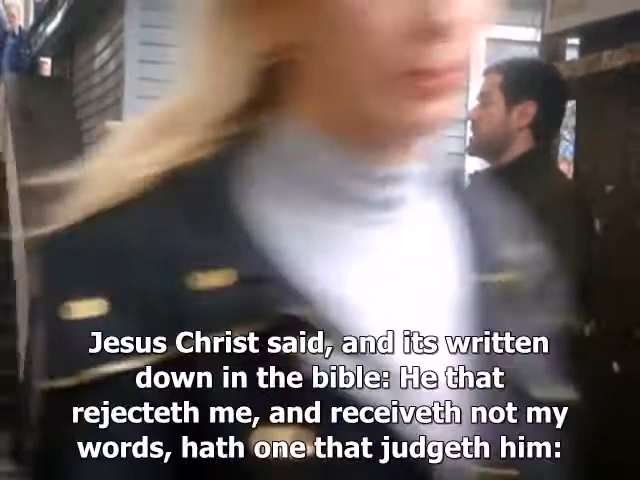 Jesus Christ said, and its written
down in the bible: He that
rejecteth me, and receiveth not my
words, hath one that judgeth him: